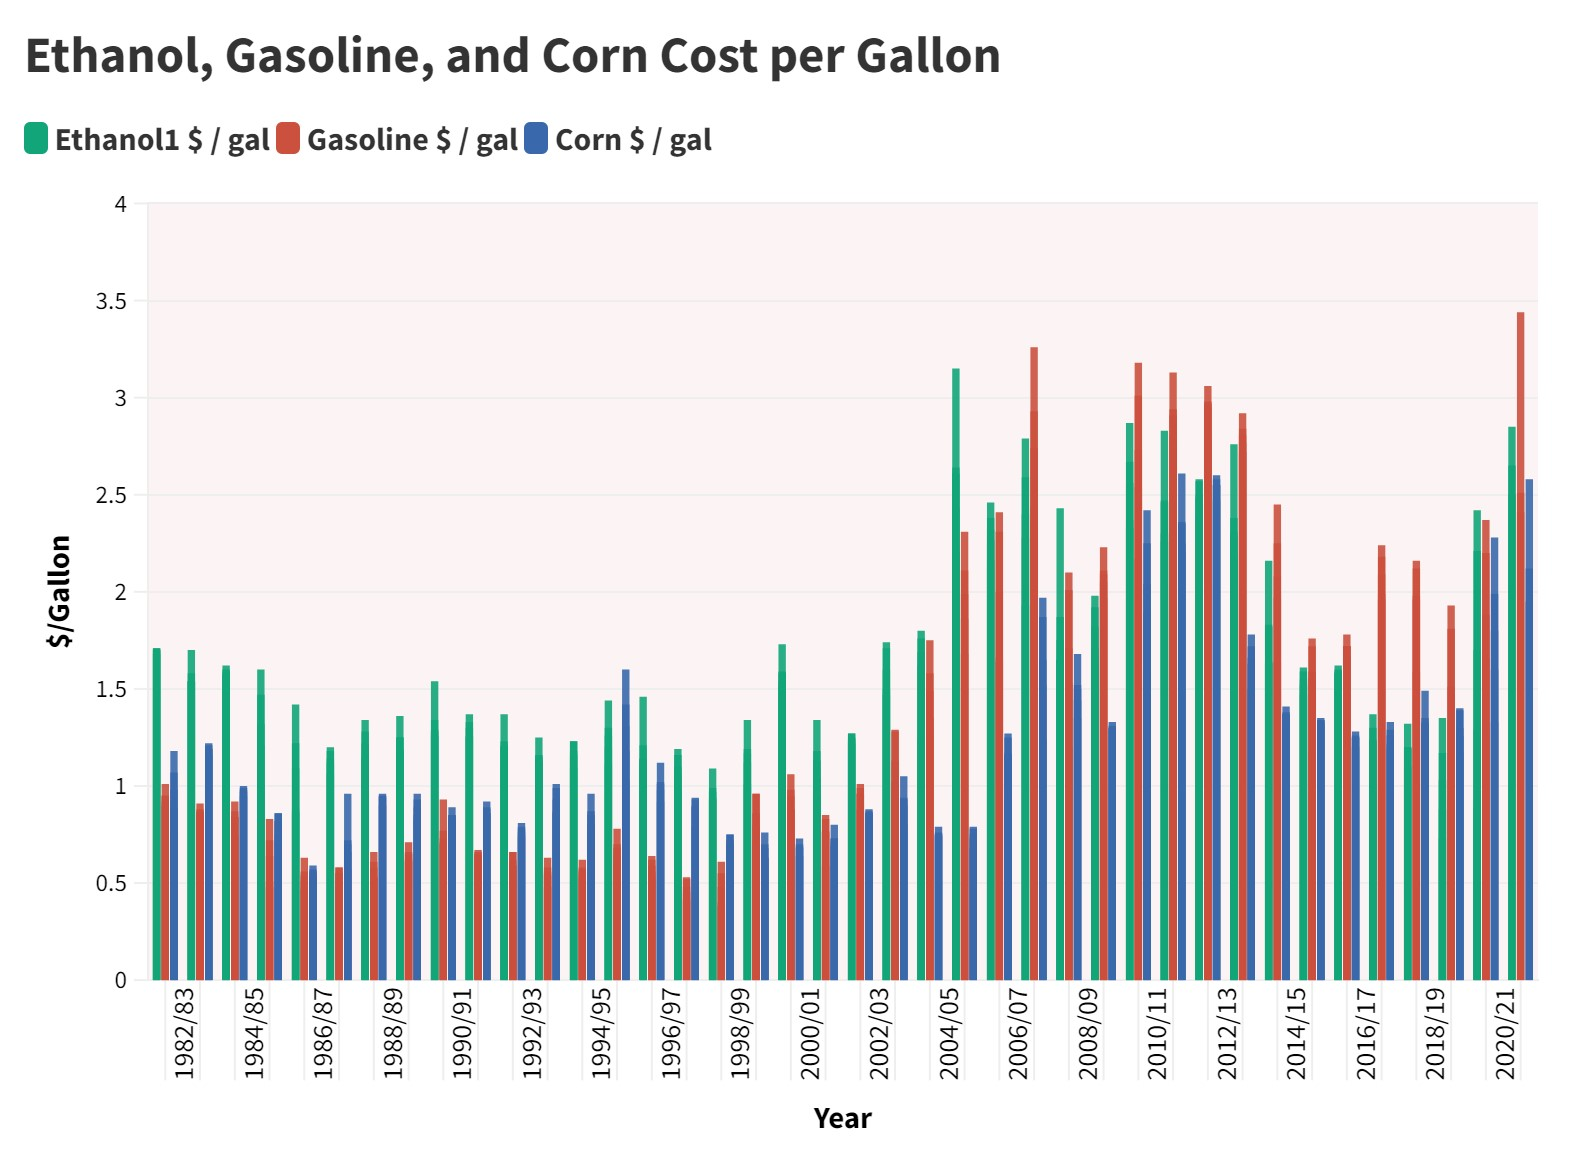 Ethanol, Gasoline, and Corn Cost per Gallon
Ethanol1 $ / gal Gasoline $ / gal Corn $ / gal
4
3.5
3
2.5
2
1.5
1
0.5
0
$/Gallon
1982/83 1984/85 1986/87 1988/89 1990/91 1992/93 1994/95 1996/97 1998/99 2000/01 2002/03 2004/05 2006/07 2008/09 2010/11 2012/13 2014/15 2016/17 2018/19 2020/21
Year